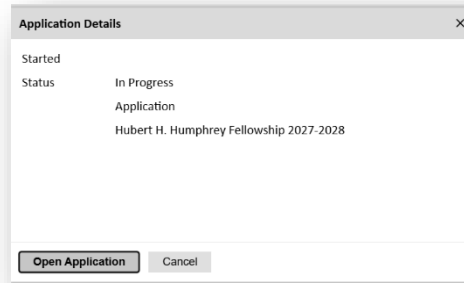 Application Details ×
Started
Status In Progress
Application
Hubert H. Humphrey Fellowship 2027-2028
Open Application Cancel